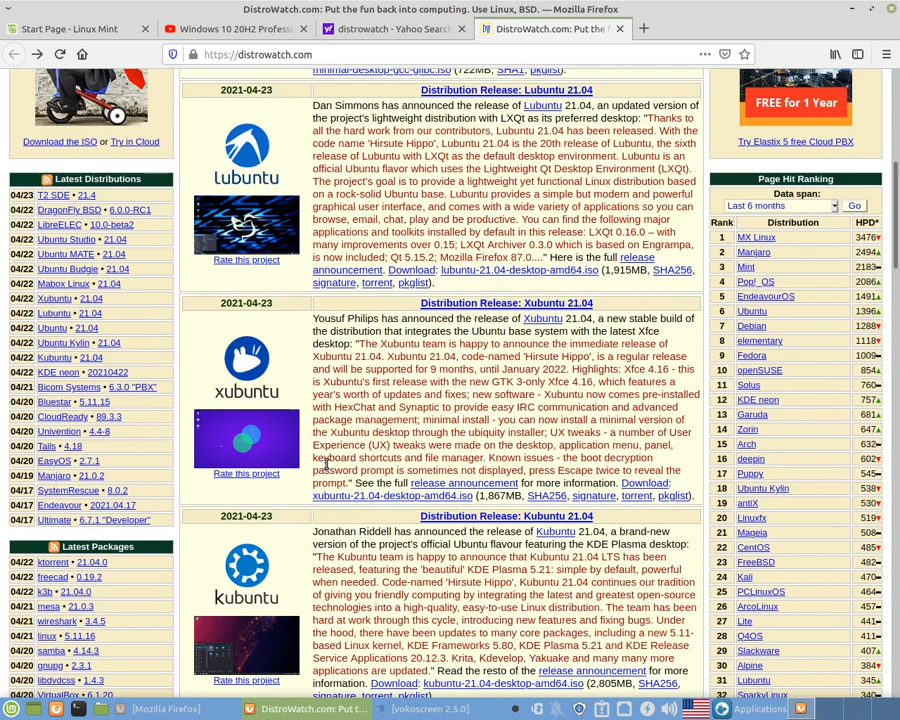 DistroWatch.com: Put the fun back into computing. Use Linux, BSD. — Mozilla Firefox
Start Page - Linux Mint
Windows 10 20H2 Profess
distrowatch - Yahoo Search
DistroWatch.com: Put the f
https://distrowatch.com
Download the ISO or Try in Cloud
Latest Distributions
04/23 T2 SDE • 21.4
04/22 DragonFly BSD • 6.0.0-RC1
04/22 LibreELEC • 10.0-beta2
04/22 Ubuntu Studio • 21.04
04/22 Ubuntu MATE • 21.04
04/22 Ubuntu Budgie • 21.04
04/22 Mabox Linux • 21.04
04/22 Xubuntu • 21.04
04/22 Lubuntu • 21.04
04/22 Ubuntu • 21.04
04/22 Ubuntu Kylin • 21.04
04/22 Kubuntu • 21.04
04/22 KDE neon • 20210422
04/21 Bicom Systems • 6.3.0 "PBX"
04/20 Bluestar • 5.11.15
04/20 CloudReady • 89.3.3
04/20 Univention • 4.4-8
04/20 Tails • 4.18
04/20 EasyOS • 2.7.1
04/19 Manjaro • 21.0.2
04/17 SystemRescue • 8.0.2
04/17 Endeavour • 2021.04.17
04/17 Ultimate • 6.7.1 "Developer"
Latest Packages
04/22 ktorrent • 21.04.0
04/22 freecad • 0.19.2
04/22 k3b • 21.04.0
04/21 mesa • 21.0.3
04/21 wireshark • 3.4.5
04/21 linux • 5.11.16
04/20 samba • 4.14.3
04/20 gnupg • 2.3.1
04/20 libdvdcss • 1.4.3
04/20 VirtualBox • 6.1.20
minimal-desktop-gcc-glibc.iso (722MB, SHA1, pkglist).
2021-04-23
Distribution Release: Lubuntu 21.04
lubuntu
Rate this project
Dan Simmons has announced the release of Lubuntu 21.04, an updated version of
the project's lightweight distribution with LXQt as its preferred desktop: "Thanks to
all the hard work from our contributors, Lubuntu 21.04 has been released. With the
code name 'Hirsute Hippo', Lubuntu 21.04 is the 20th release of Lubuntu, the sixth
release of Lubuntu with LXQt as the default desktop environment. Lubuntu is an
official Ubuntu flavor which uses the Lightweight Qt Desktop Environment (LXQt).
The project's goal is to provide a lightweight yet functional Linux distribution based
on a rock-solid Ubuntu base. Lubuntu provides a simple but modern and powerful
graphical user interface, and comes with a wide variety of applications so you can
browse, email, chat, play and be productive. You can find the following major
applications and toolkits installed by default in this release: LXQt 0.16.0 – with
many improvements over 0.15; LXQt Archiver 0.3.0 which is based on Engrampa,
is now included; Qt 5.15.2; Mozilla Firefox 87.0...." Here is the full release
announcement. Download: lubuntu-21.04-desktop-amd64.iso (1,915MB, SHA256,
signature, torrent, pkglist).
2021-04-23
Distribution Release: Xubuntu 21.04
xubuntu
Rate this project
Yousuf Philips has announced the release of Xubuntu 21.04, a new stable build of
the distribution that integrates the Ubuntu base system with the latest Xfce
desktop: "The Xubuntu team is happy to announce the immediate release of
Xubuntu 21.04. Xubuntu 21.04, code-named 'Hirsute Hippo', is a regular release
and will be supported for 9 months, until January 2022. Highlights: Xfce 4.16 - this
is Xubuntu's first release with the new GTK 3-only Xfce 4.16, which features a
year's worth of updates and fixes; new software - Xubuntu now comes pre-installed
with HexChat and Synaptic to provide easy IRC communication and advanced
package management; minimal install - you can now install a minimal version of
the Xubuntu desktop through the ubiquity installer; UX tweaks - a number of User
Experience (UX) tweaks were made on the desktop, application menu, panel,
keyboard shortcuts and file manager. Known issues - the boot decryption
password prompt is sometimes not displayed, press Escape twice to reveal the
prompt." See the full release announcement for more information. Download:
xubuntu-21.04-desktop-amd64.iso (1,867MB, SHA256, signature, torrent, pkglist).
2021-04-23
Distribution Release: Kubuntu 21.04
kubuntu
Rate this project
Jonathan Riddell has announced the release of Kubuntu 21.04, a brand-new
version of the project's official Ubuntu flavour featuring the KDE Plasma desktop:
"The Kubuntu team is happy to announce that Kubuntu 21.04 LTS has been
released, featuring the 'beautiful' KDE Plasma 5.21: simple by default, powerful
when needed. Code-named 'Hirsute Hippo', Kubuntu 21.04 continues our tradition
of giving you friendly computing by integrating the latest and greatest open-source
technologies into a high-quality, easy-to-use Linux distribution. The team has been
hard at work through this cycle, introducing new features and fixing bugs. Under
the hood, there have been updates to many core packages, including a new 5.11-
based Linux kernel, KDE Frameworks 5.80, KDE Plasma 5.21 and KDE Release
Service Applications 20.12.3. Krita, Kdevelop, Yakuake and many many more
applications are updated." Read the resto of the release announcement for more
information. Download: kubuntu-21.04-desktop-amd64.iso (2,805MB, SHA256,
signature, torrent, pkglist).
FREE for 1 Year
Try Elastix 5 free Cloud PBX
Page Hit Ranking
Data span:
Last 6 months Go
Rank Distribution HPD*
1 MX Linux 3476
2 Manjaro 2494
3 Mint 2183
4 Pop!_OS 2086
5 EndeavourOS 1491
6 Ubuntu 1396
7 Debian 1288
8 elementary 1118
9 Fedora 1009
10 openSUSE 854
11 Solus 760
12 KDE neon 757
13 Garuda 681
14 Zorin 647
15 Arch 632
16 deepin 602
17 Puppy 545
18 Ubuntu Kylin 538
19 antiX 530
20 Linuxfx 519
21 Mageia 508
22 CentOS 485
23 FreeBSD 482
24 Kali 470
25 PCLinuxOS 464
26 ArcoLinux 459
27 Lite 441
28 Q4OS 411
29 Slackware 407
30 Alpine 384
31 Lubuntu 345
32 SparkyLinux
[Mozilla Firefox]
DistroWatch.com: Put t...
[vokoscreen 2.5.0]
Applications